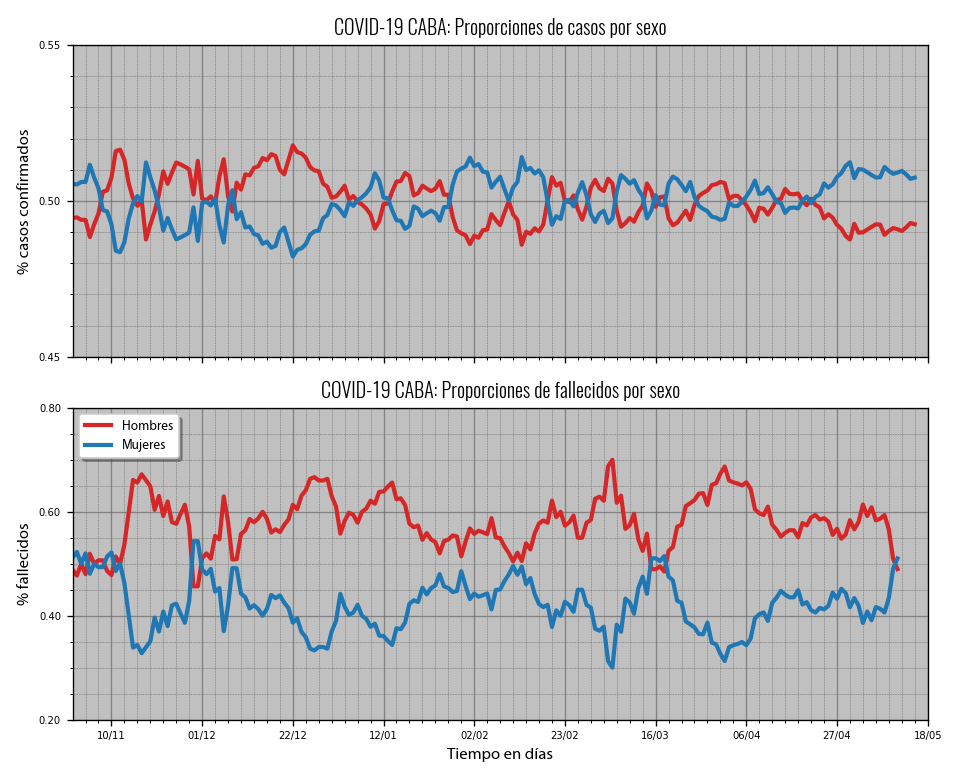 COVID-19 CABA: Proporciones de casos por sexo
0.55
0.50
0.45
% casos confirmados
COVID-19 CABA: Proporciones de fallecidos por sexo
0.80
0.60
0.40
0.20
% fallecidos
Hombres
Mujeres
10/11 01/12 22/12 12/01 02/02 23/02 16/03 06/04 27/04 18/05
Tiempo en días